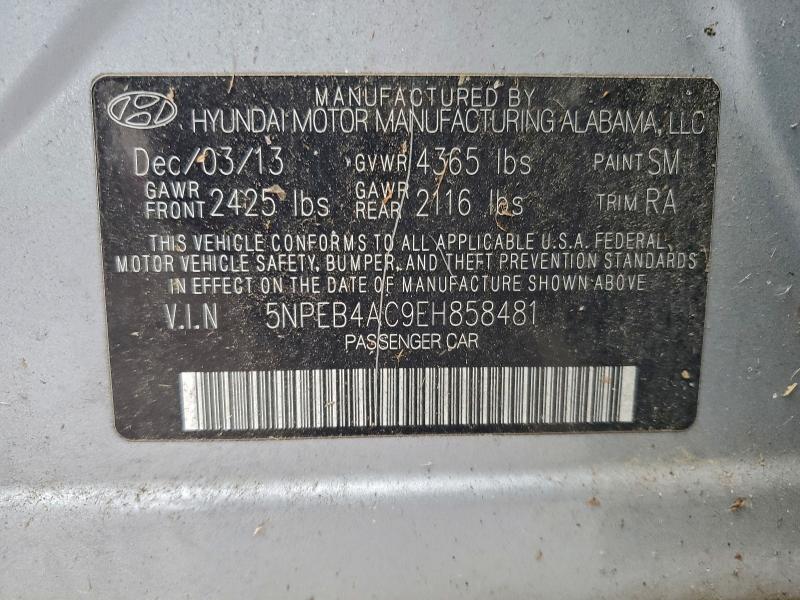 MANUFACTURED BY
HYUNDAI MOTOR MANUFACTURING ALABAMA, LLC
Dec/03/13 GVWR 4365 lbs PAINT SM
GAWR FRONT 2425 lbs GAWR REAR 2116 lbs TRIM RA
THIS VEHICLE CONFORMS TO ALL APPLICABLE U.S.A. FEDERAL
MOTOR VEHICLE SAFETY, BUMPER, AND THEFT PREVENTION STANDARDS
IN EFFECT ON THE DATE OF MANUFACTURE SHOWN ABOVE
V.I.N 5NPEB4AC9EH858481
PASSENGER CAR